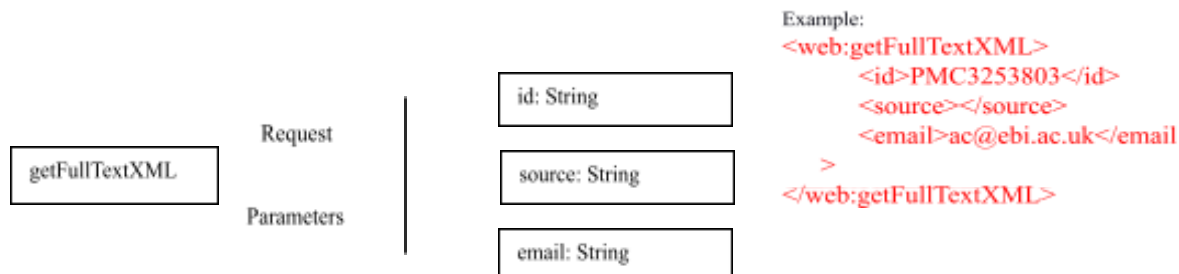 getFullTextXML
Request
Parameters
id: String
source: String
email: String
Example:
<web:getFullTextXML>
<id>PMC3253803</id>
<source></source>
<email>ac@ebi.ac.uk</email
>
</web:getFullTextXML>